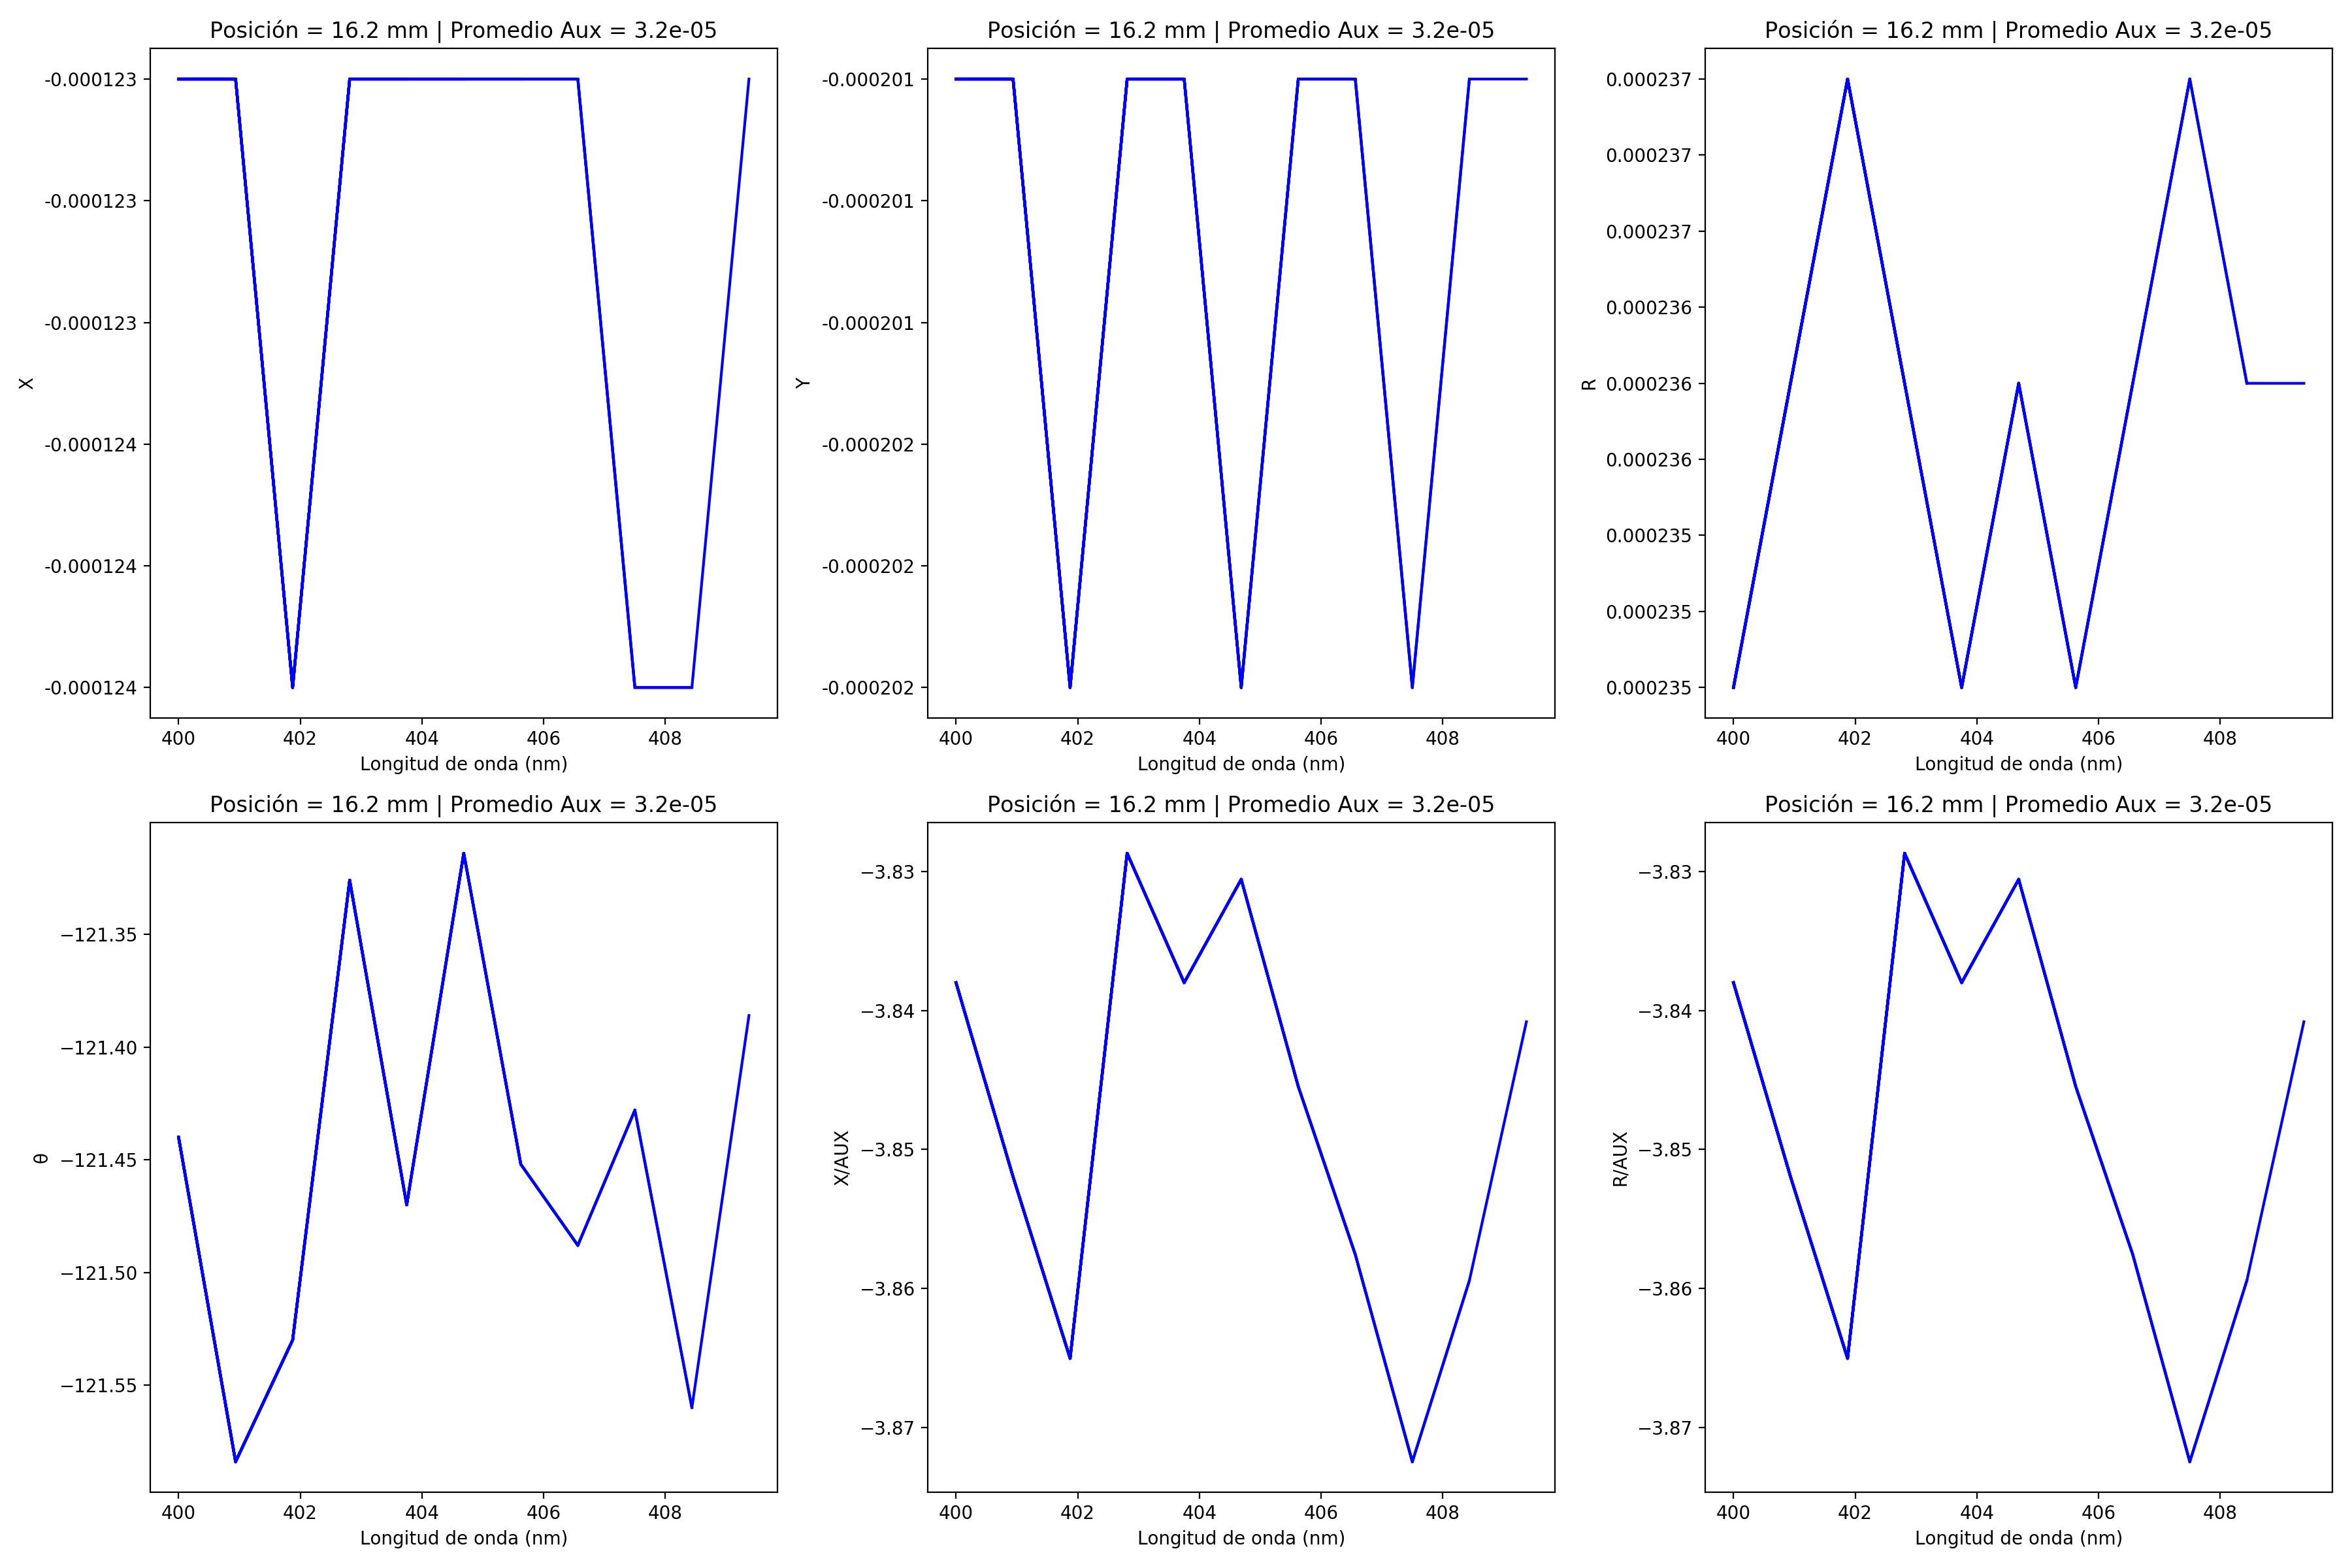 Posición = 16.2 mm | Promedio Aux = 3.2e-05
-0.000123
-0.000123
-0.000123
-0.000124
-0.000124
-0.000124
X
400 402 404 406 408
Longitud de onda (nm)
Posición = 16.2 mm | Promedio Aux = 3.2e-05
-0.000201
-0.000201
-0.000201
-0.000202
-0.000202
-0.000202
Y
400 402 404 406 408
Longitud de onda (nm)
Posición = 16.2 mm | Promedio Aux = 3.2e-05
0.000237
0.000237
0.000237
0.000236
0.000236
0.000236
0.000235
0.000235
0.000235
R
400 402 404 406 408
Longitud de onda (nm)
Posición = 16.2 mm | Promedio Aux = 3.2e-05
−121.35
−121.40
−121.45
−121.50
−121.55
θ
400 402 404 406 408
Longitud de onda (nm)
Posición = 16.2 mm | Promedio Aux = 3.2e-05
−3.83
−3.84
−3.85
−3.86
−3.87
X/AUX
400 402 404 406 408
Longitud de onda (nm)
Posición = 16.2 mm | Promedio Aux = 3.2e-05
−3.83
−3.84
−3.85
−3.86
−3.87
R/AUX
400 402 404 406 408
Longitud de onda (nm)